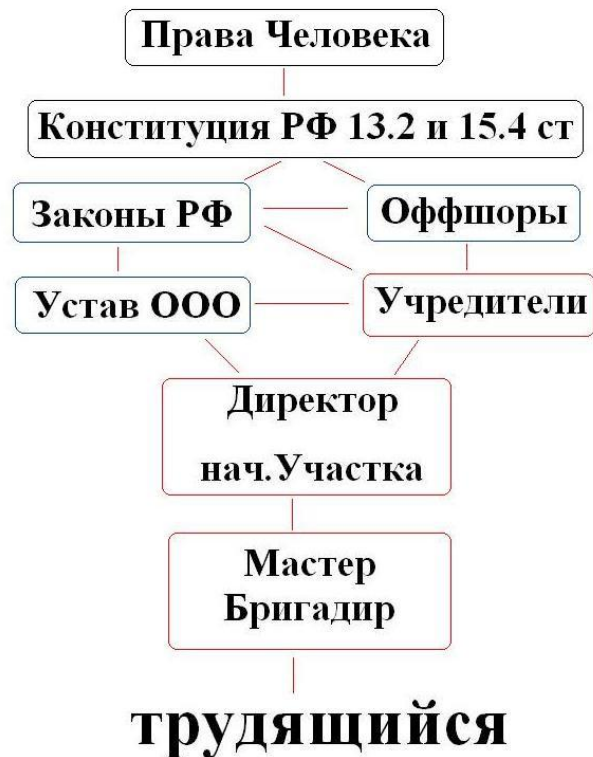 Права Человека
Конституция РФ 13.2 и 15.4 ст
Законы РФ
Оффшоры
Устав ООО
Учредители
Директор
нач.Участка
Мастер
Бригадир
трудящийся